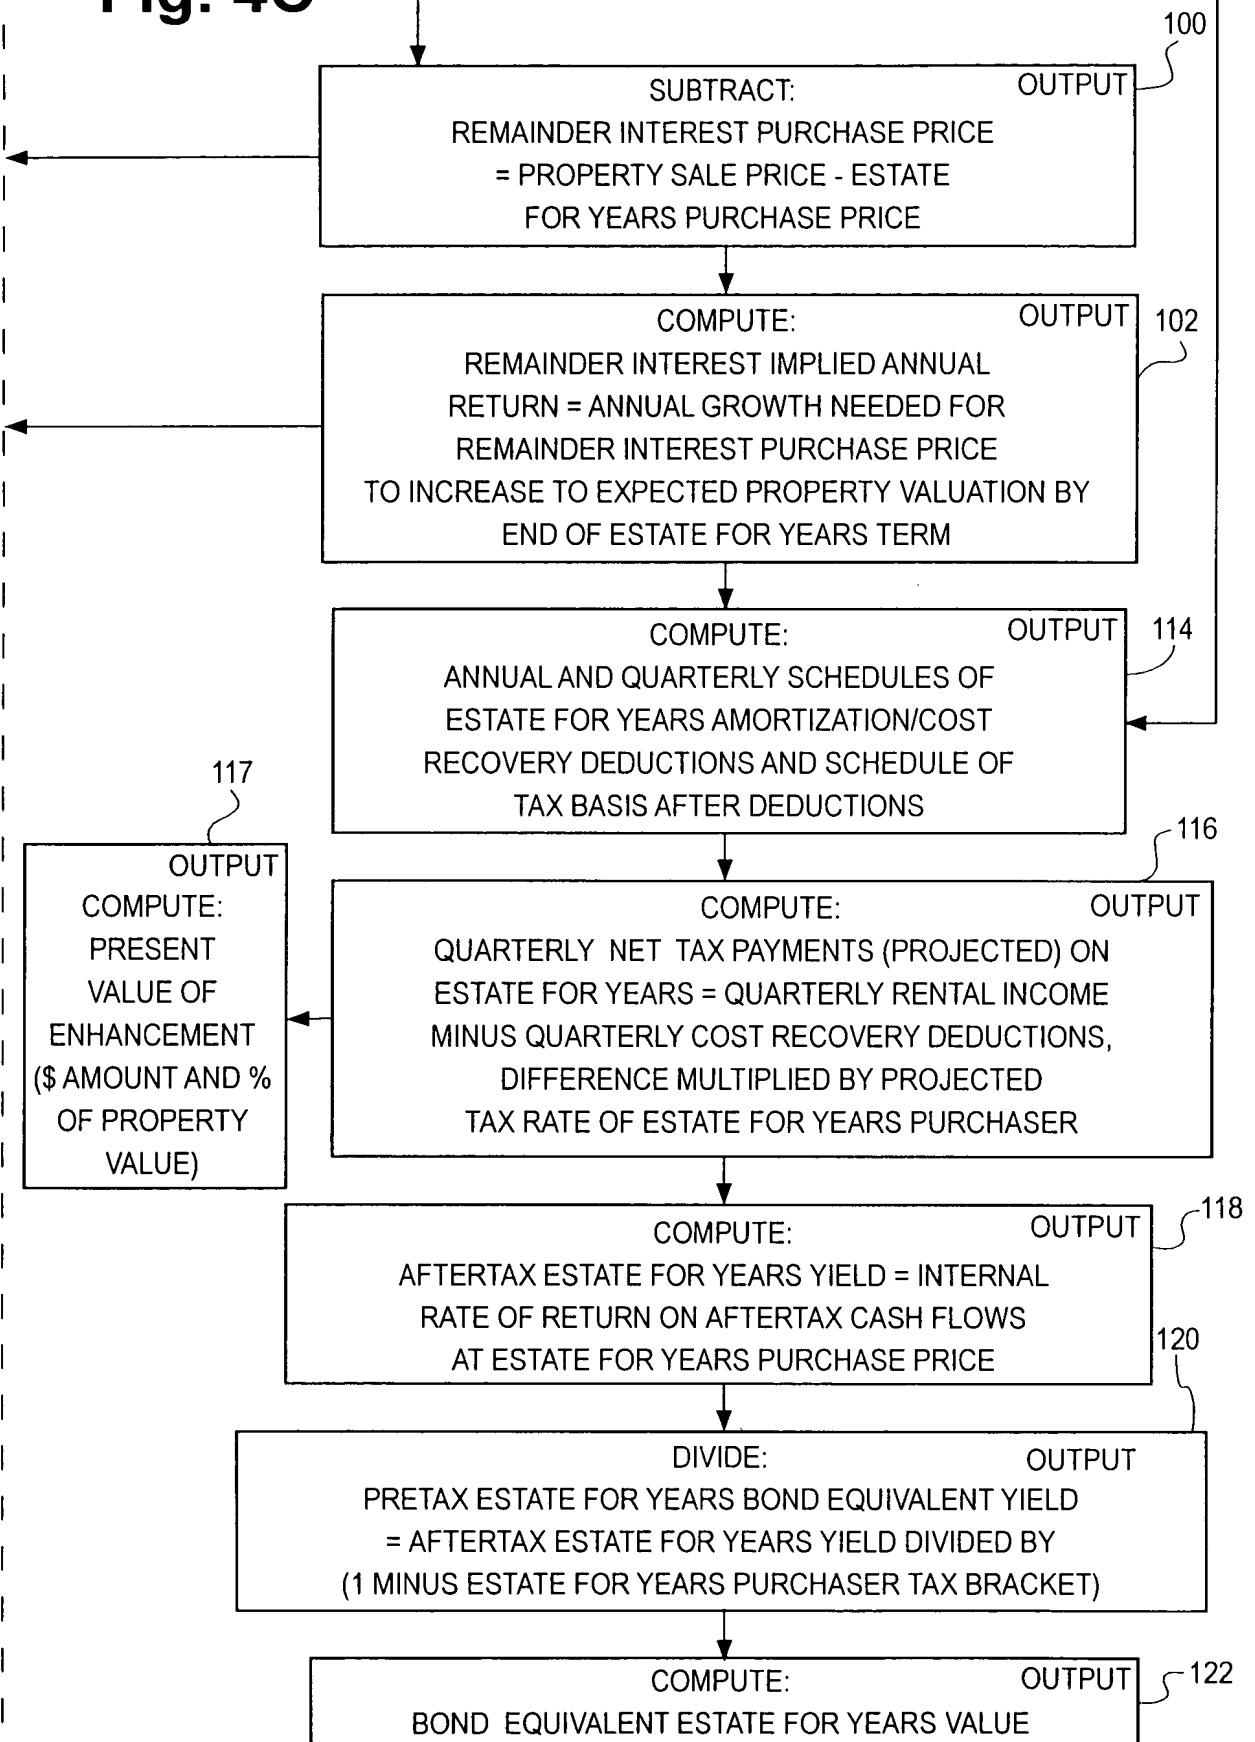 Fig. 4C
100
OUTPUT
SUBTRACT:
REMAINDER INTEREST PURCHASE PRICE
= PROPERTY SALE PRICE - ESTATE
FOR YEARS PURCHASE PRICE
102
OUTPUT
COMPUTE:
REMAINDER INTEREST IMPLIED ANNUAL
RETURN = ANNUAL GROWTH NEEDED FOR
REMAINDER INTEREST PURCHASE PRICE
TO INCREASE TO EXPECTED PROPERTY VALUATION BY
END OF ESTATE FOR YEARS TERM
114
OUTPUT
COMPUTE:
ANNUAL AND QUARTERLY SCHEDULES OF
ESTATE FOR YEARS AMORTIZATION/COST
RECOVERY DEDUCTIONS AND SCHEDULE OF
TAX BASIS AFTER DEDUCTIONS
116
OUTPUT
COMPUTE:
QUARTERLY NET TAX PAYMENTS (PROJECTED) ON
ESTATE FOR YEARS = QUARTERLY RENTAL INCOME
MINUS QUARTERLY COST RECOVERY DEDUCTIONS,
DIFFERENCE MULTIPLIED BY PROJECTED
TAX RATE OF ESTATE FOR YEARS PURCHASER
117
OUTPUT
COMPUTE:
PRESENT
VALUE OF
ENHANCEMENT
($ AMOUNT AND %
OF PROPERTY
VALUE)
118
OUTPUT
COMPUTE:
AFTERTAX ESTATE FOR YEARS YIELD = INTERNAL
RATE OF RETURN ON AFTERTAX CASH FLOWS
AT ESTATE FOR YEARS PURCHASE PRICE
120
OUTPUT
DIVIDE:
PRETAX ESTATE FOR YEARS BOND EQUIVALENT YIELD
= AFTERTAX ESTATE FOR YEARS YIELD DIVIDED BY
(1 MINUS ESTATE FOR YEARS PURCHASER TAX BRACKET)
122
OUTPUT
COMPUTE:
BOND EQUIVALENT ESTATE FOR YEARS VALUE